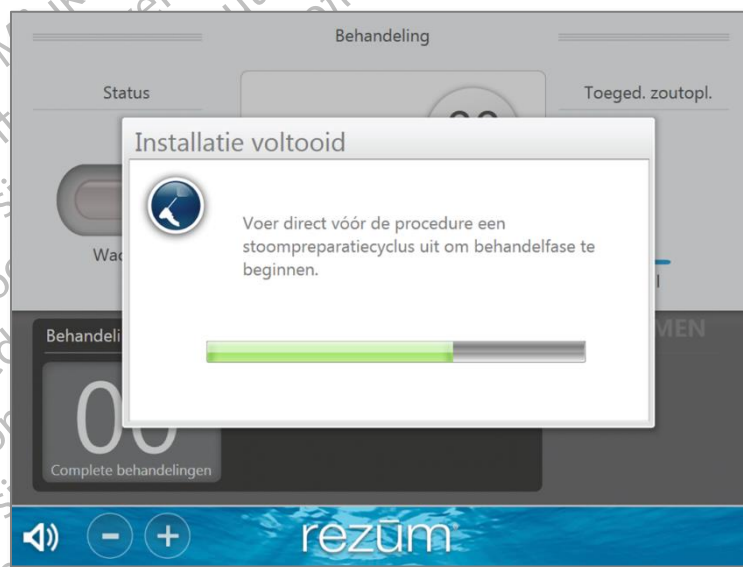 Behandeling
Status
Toeged. zoutopl.
Installatie voltooid
Voer direct vóór de procedure een
stoompreparatiecyclus uit om behandelfase te
beginnen.
Complete behandelingen
rezūm